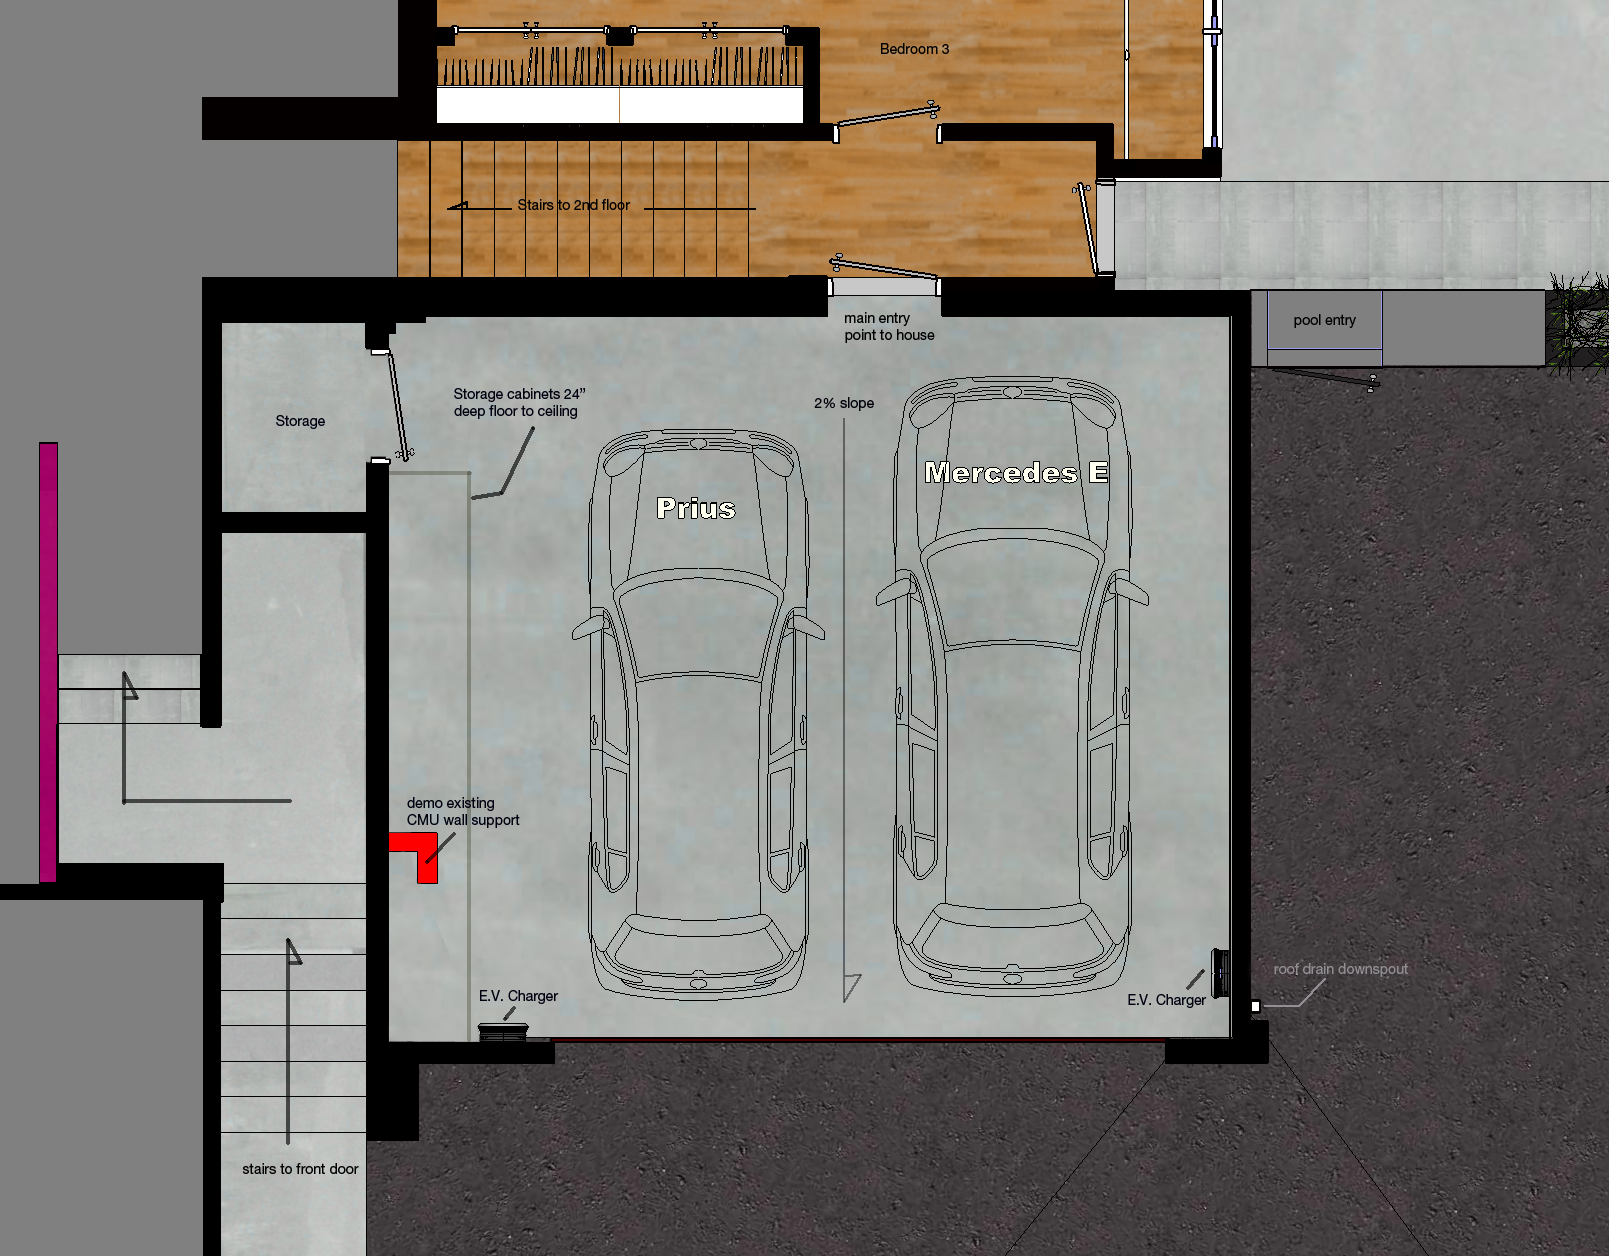 Bedroom 3
Stairs to 2nd floor
main entry
point to house
pool entry
Storage cabinets 24”
deep floor to ceiling
2% slope
Storage
Mercedes E
Prius
demo existing
CMU wall support
E.V. Charger
E.V. Charger
roof drain downspout
stairs to front door